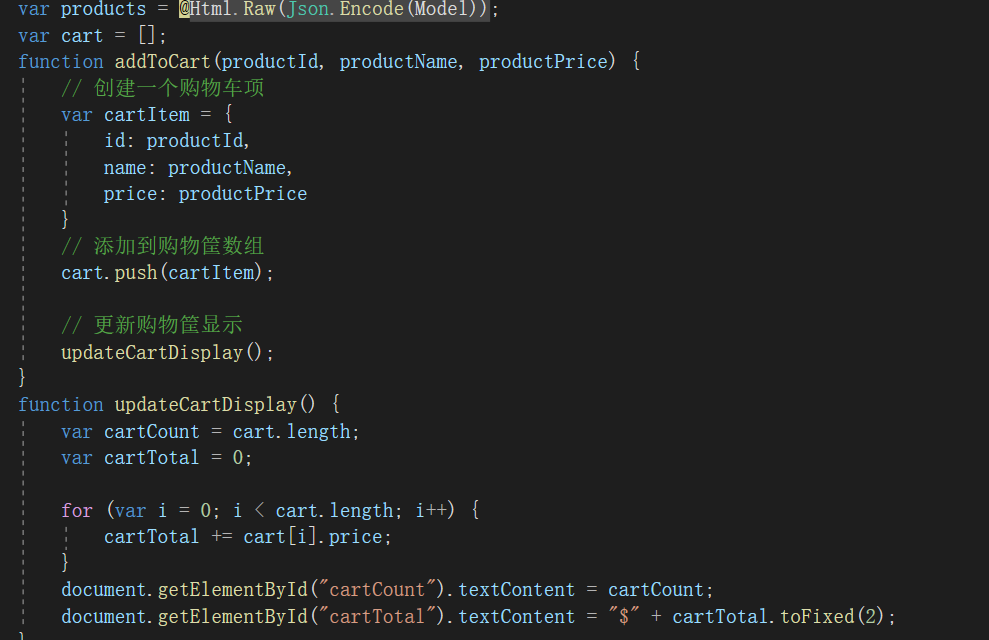 var products = @Html.Raw(Json.Encode(Model));
var cart = [];
function addToCart(productId, productName, productPrice) {
    // 创建一个购物车项
    var cartItem = {
        id: productId,
        name: productName,
        price: productPrice
    }
    // 添加到购物筐数组
    cart.push(cartItem);

    // 更新购物筐显示
    updateCartDisplay();
}
function updateCartDisplay() {
    var cartCount = cart.length;
    var cartTotal = 0;

    for (var i = 0; i < cart.length; i++) {
        cartTotal += cart[i].price;
    }
    document.getElementById("cartCount").textContent = cartCount;
    document.getElementById("cartTotal").textContent = "$" + cartTotal.toFixed(2);
}